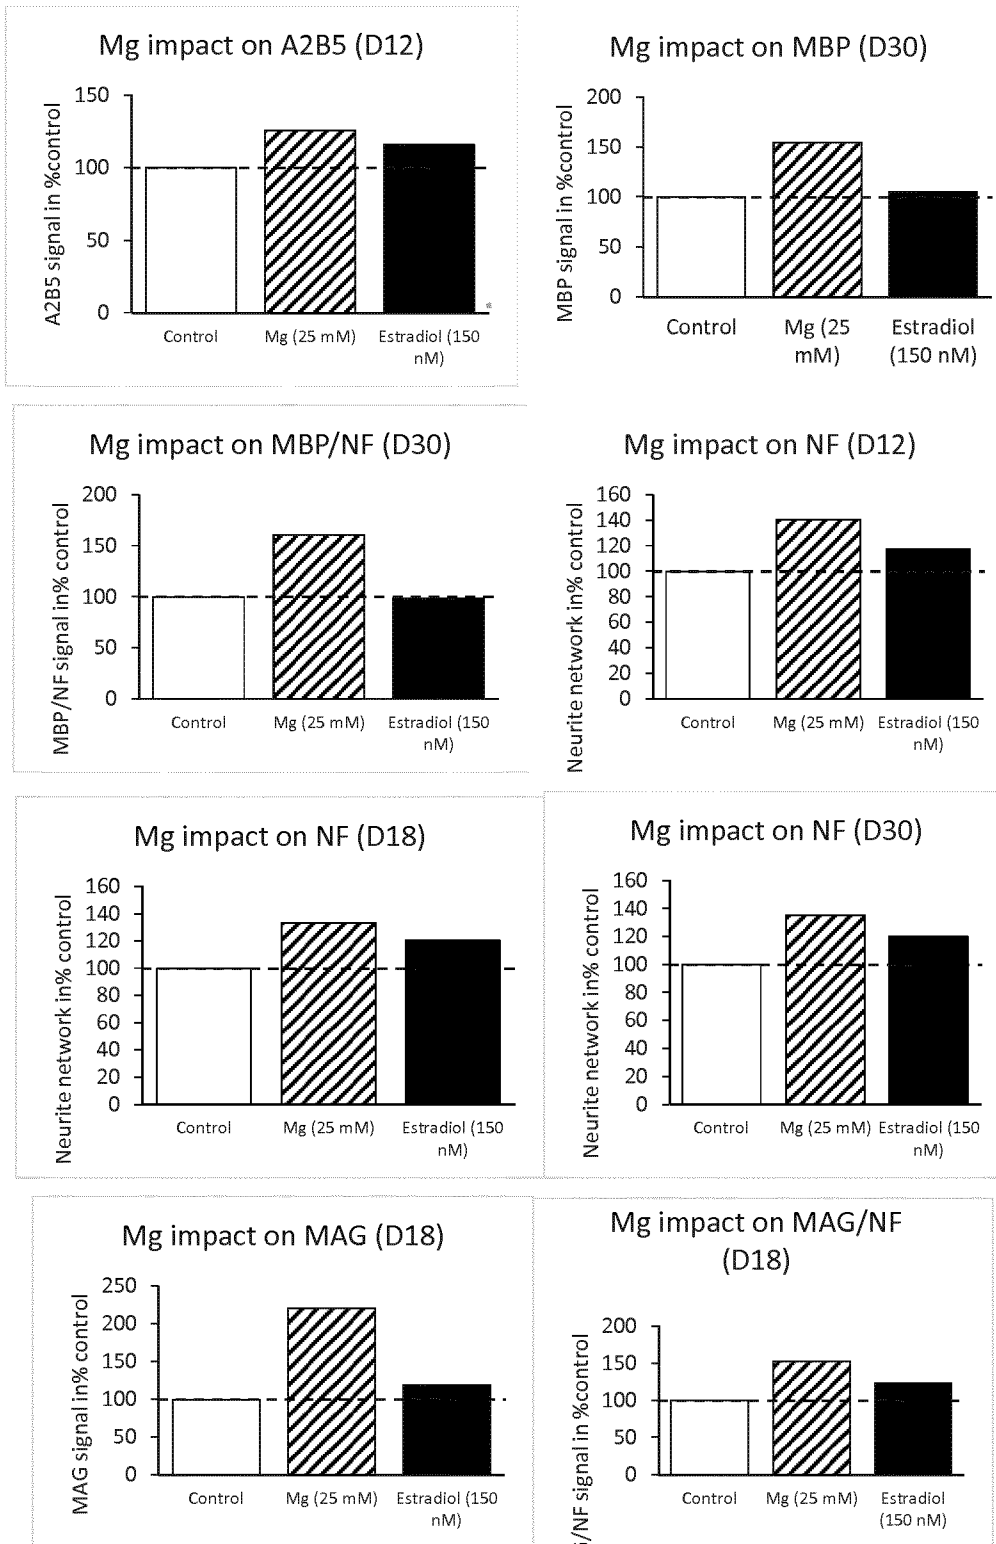 Mg impact on A2B5 (D12)
A2B5 signal in %control
150
100
50
0
Control
Mg (25 mM)
Estradiol (150
nM)
Mg impact on MBP (D30)
MBP signal in %control
200
150
100
50
0
Control
Mg (25
mM)
Estradiol
(150 nM)
Mg impact on MBP/NF (D30)
MBP/NF signal in% control
200
150
100
50
0
Control
Mg (25 mM)
Estradiol (150
nM)
Mg impact on NF (D12)
Neurite network in% control
160
140
120
100
80
60
40
20
0
Control
Mg (25 mM)
Estradiol (150
nM)
Mg impact on NF (D18)
Neurite network in% control
160
140
120
100
80
60
40
20
0
Control
Mg (25 mM)
Estradiol (150
nM)
Mg impact on NF (D30)
Neurite network in% control
160
140
120
100
80
60
40
20
0
Control
Mg (25 mM)
Estradiol (150
nM)
Mg impact on MAG (D18)
MAG signal in% control
250
200
150
100
50
0
Control
Mg (25 mM)
Estradiol (150
nM)
Mg impact on MAG/NF
(D18)
/NF signal in %control
200
150
100
50
0
Control
Mg (25 mM)
Estradiol
(150 nM)